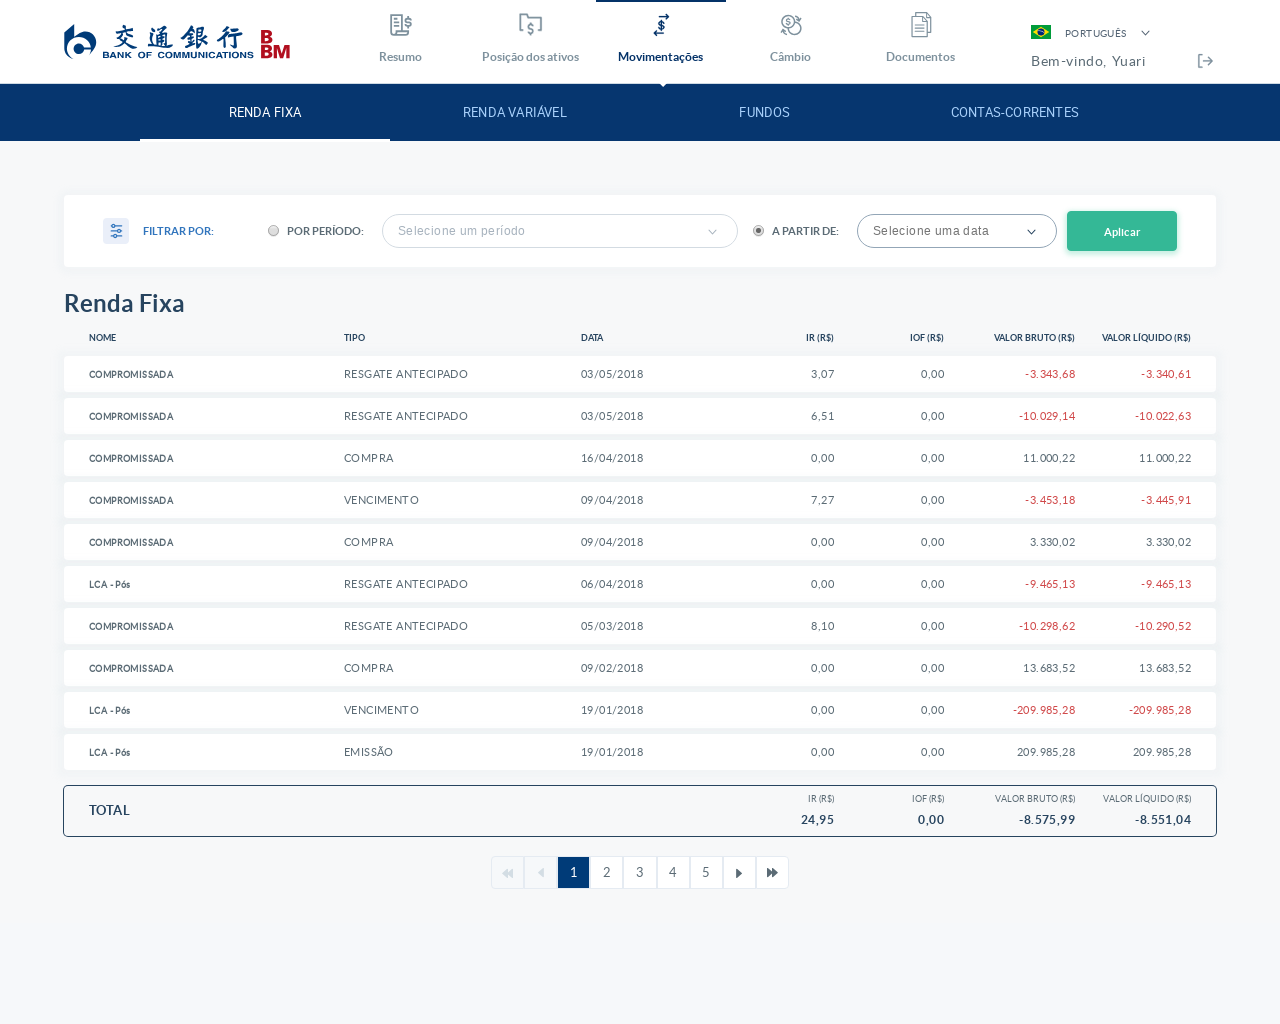 交通銀行
BANK OF COMMUNICATIONS
B
BM
Resumo
Posição dos ativos
Movimentações
Câmbio
Documentos
PORTUGUÊS
Bem-vindo, Yuari
RENDA FIXA
RENDA VARIÁVEL
FUNDOS
CONTAS-CORRENTES
FILTRAR POR:
POR PERÍODO:
Selecione um período
A PARTIR DE:
Selecione uma data
Aplicar
Renda Fixa
NOME TIPO DATA IR (R$) IOF (R$) VALOR BRUTO (R$) VALOR LÍQUIDO (R$)
COMPROMISSADA RESGATE ANTECIPADO 03/05/2018 3,07 0,00 -3.343,68 -3.340,61
COMPROMISSADA RESGATE ANTECIPADO 03/05/2018 6,51 0,00 -10.029,14 -10.022,63
COMPROMISSADA COMPRA 16/04/2018 0,00 0,00 11.000,22 11.000,22
COMPROMISSADA VENCIMENTO 09/04/2018 7,27 0,00 -3.453,18 -3.445,91
COMPROMISSADA COMPRA 09/04/2018 0,00 0,00 3.330,02 3.330,02
LCA - Pós RESGATE ANTECIPADO 06/04/2018 0,00 0,00 -9.465,13 -9.465,13
COMPROMISSADA RESGATE ANTECIPADO 05/03/2018 8,10 0,00 -10.298,62 -10.290,52
COMPROMISSADA COMPRA 09/02/2018 0,00 0,00 13.683,52 13.683,52
LCA - Pós VENCIMENTO 19/01/2018 0,00 0,00 -209.985,28 -209.985,28
LCA - Pós EMISSÃO 19/01/2018 0,00 0,00 209.985,28 209.985,28
IR (R$) IOF (R$) VALOR BRUTO (R$) VALOR LÍQUIDO (R$)
TOTAL 24,95 0,00 -8.575,99 -8.551,04
1 2 3 4 5